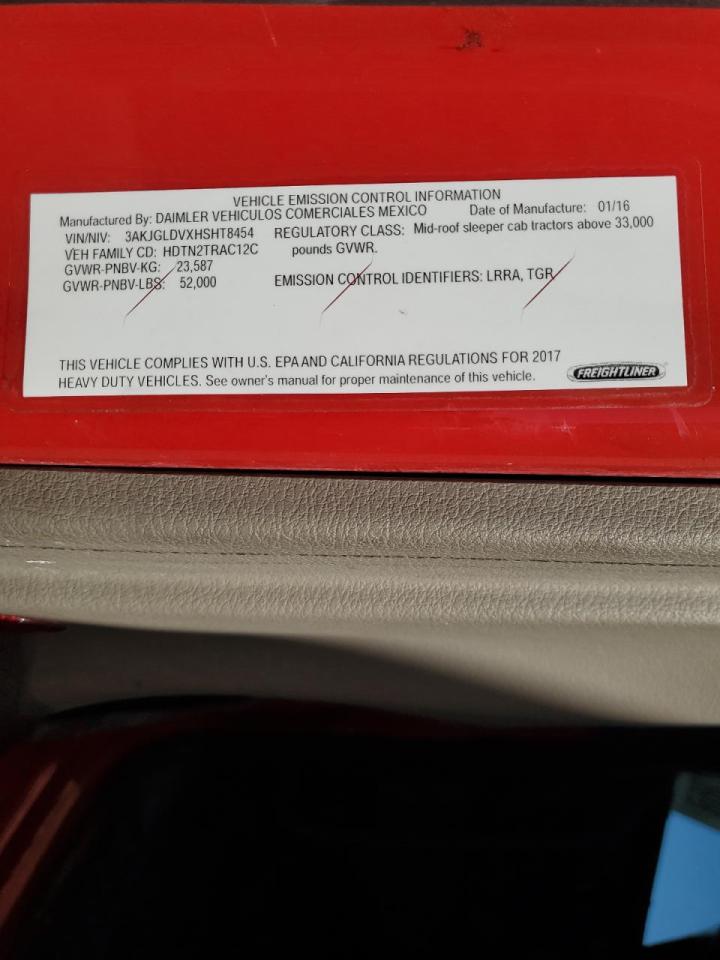 VEHICLE EMISSION CONTROL INFORMATION
Manufactured By: DAIMLER VEHICULOS COMERCIALES MEXICO Date of Manufacture: 01/16
VIN/NIV: 3AKJGLDVXHSHT8454 REGULATORY CLASS: Mid-roof sleeper cab tractors above 33,000
VEH FAMILY CD: HDTN2TRAC12C pounds GVWR.
GVWR-PNBV-KG: 23,587
GVWR-PNBV-LBS: 52,000 EMISSION CONTROL IDENTIFIERS: LRRA, TGR
THIS VEHICLE COMPLIES WITH U.S. EPA AND CALIFORNIA REGULATIONS FOR 2017
HEAVY DUTY VEHICLES. See owner's manual for proper maintenance of this vehicle.
FREIGHTLINER